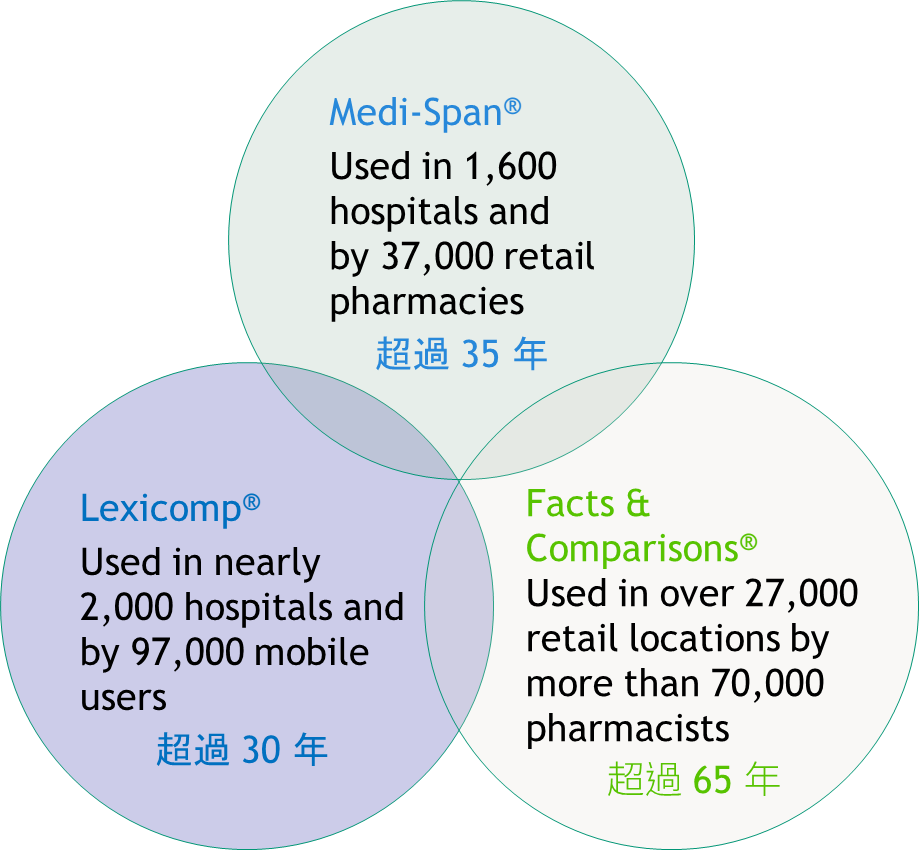 Medi-Span®
Used in 1,600
hospitals and
by 37,000 retail
pharmacies
超過 35 年
Lexicomp®
Used in nearly
2,000 hospitals and
by 97,000 mobile
users
超過 30 年
Facts &
Comparisons®
Used in over 27,000
retail locations by
more than 70,000
pharmacists
超過 65 年